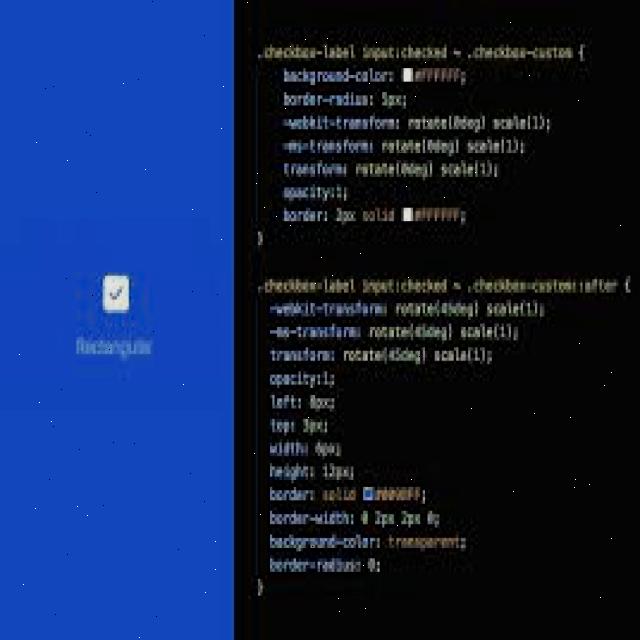 Rectangular
.checkbox-label input:checked ~ .checkbox-custom {
background-color: #FFFFFF;
border-radius: 5px;
-webkit-transform: rotate(0deg) scale(1);
-ms-transform: rotate(0deg) scale(1);
transform: rotate(0deg) scale(1);
opacity:1;
border: 2px solid #FFFFFF;
}
.checkbox-label input:checked ~ .checkbox-custom::after {
-webkit-transform: rotate(45deg) scale(1);
-ms-transform: rotate(45deg) scale(1);
transform: rotate(45deg) scale(1);
opacity:1;
left: 8px;
top: 3px;
width: 6px;
height: 12px;
border: solid
border-width: 0 2px 2px 0;
background-color: transparent;
border-radius: 0;
}